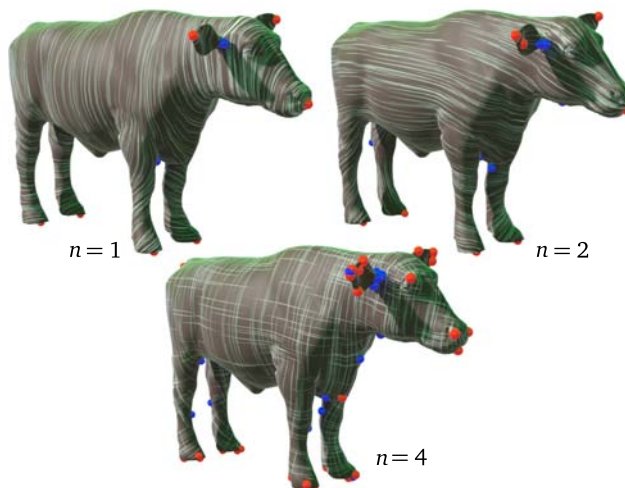 n = 1
n = 2
n = 4